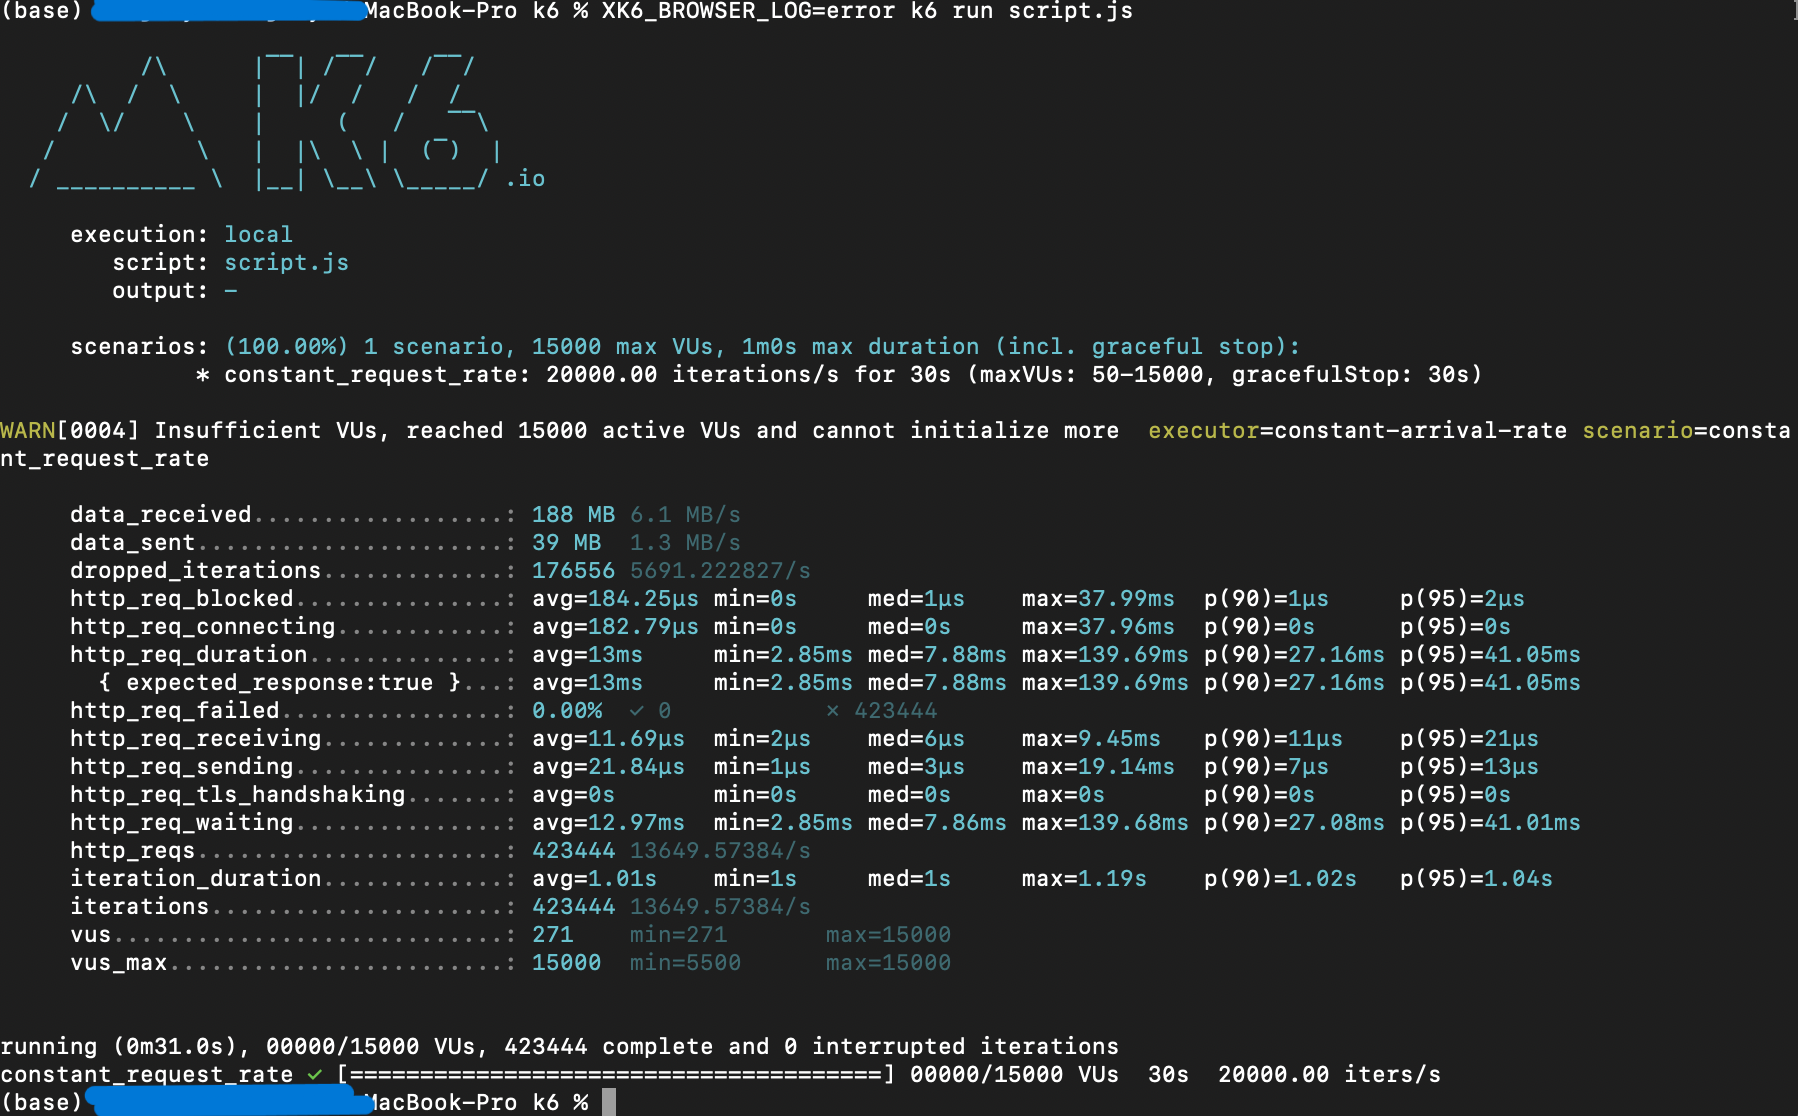 (base) MacBook-Pro k6 % XK6_BROWSER_LOG=error k6 run script.js
          /\      |‾‾| /‾‾/   /‾‾/
     /\  /  \     |  |/  /   /  /
    /  \/    \    |     (   /   ‾‾\
   /          \   |  |\  \ |  (‾)  |
  / __________ \  |__| \__\ \_____/ .io
execution: local
script: script.js
output: -
scenarios: (100.00%) 1 scenario, 15000 max VUs, 1m0s max duration (incl. graceful stop):
* constant_request_rate: 20000.00 iterations/s for 30s (maxVUs: 50-15000, gracefulStop: 30s)
WARN[0004] Insufficient VUs, reached 15000 active VUs and cannot initialize more  executor=constant-arrival-rate scenario=consta
nt_request_rate
data_received..................: 188 MB 6.1 MB/s
data_sent......................: 39 MB  1.3 MB/s
dropped_iterations.............: 176556 5691.222827/s
http_req_blocked...............: avg=184.25µs min=0s     med=1µs    max=37.99ms  p(90)=1µs     p(95)=2µs
http_req_connecting............: avg=182.79µs min=0s     med=0s     max=37.96ms  p(90)=0s      p(95)=0s
http_req_duration..............: avg=13ms     min=2.85ms med=7.88ms max=139.69ms p(90)=27.16ms p(95)=41.05ms
{ expected_response:true }...: avg=13ms     min=2.85ms med=7.88ms max=139.69ms p(90)=27.16ms p(95)=41.05ms
http_req_failed................: 0.00%  ✓ 0           ✗ 423444
http_req_receiving.............: avg=11.69µs  min=2µs    med=6µs    max=9.45ms   p(90)=11µs    p(95)=21µs
http_req_sending...............: avg=21.84µs  min=1µs    med=3µs    max=19.14ms  p(90)=7µs     p(95)=13µs
http_req_tls_handshaking.......: avg=0s       min=0s     med=0s     max=0s       p(90)=0s      p(95)=0s
http_req_waiting...............: avg=12.97ms  min=2.85ms med=7.86ms max=139.68ms p(90)=27.08ms p(95)=41.01ms
http_reqs......................: 423444 13649.57384/s
iteration_duration.............: avg=1.01s    min=1s     med=1s     max=1.19s    p(90)=1.02s   p(95)=1.04s
iterations.....................: 423444 13649.57384/s
vus............................: 271    min=271       max=15000
vus_max........................: 15000  min=5500      max=15000
running (0m31.0s), 00000/15000 VUs, 423444 complete and 0 interrupted iterations
constant_request_rate ✓ [======================================] 00000/15000 VUs  30s  20000.00 iters/s
(base) MacBook-Pro k6 %